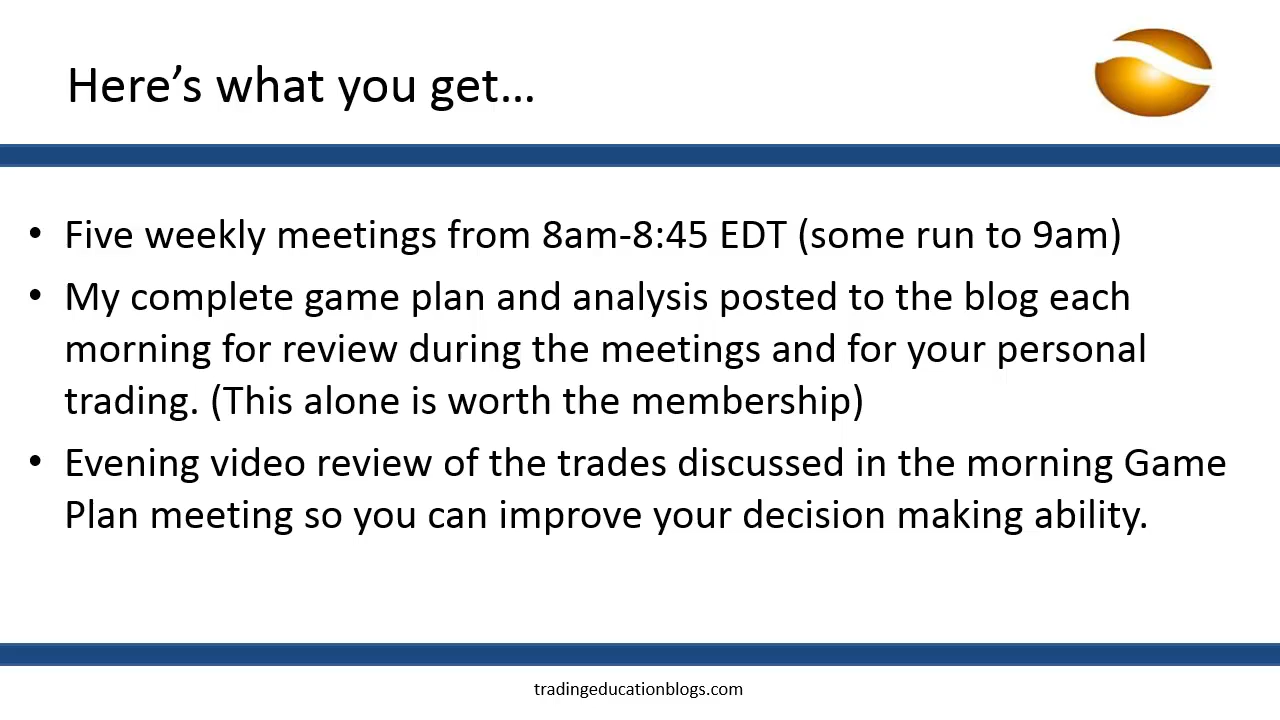 Here’s what you get…
• Five weekly meetings from 8am-8:45 EDT (some run to 9am)
• My complete game plan and analysis posted to the blog each
morning for review during the meetings and for your personal
trading. (This alone is worth the membership)
• Evening video review of the trades discussed in the morning Game
Plan meeting so you can improve your decision making ability.
tradingeducationblogs.com